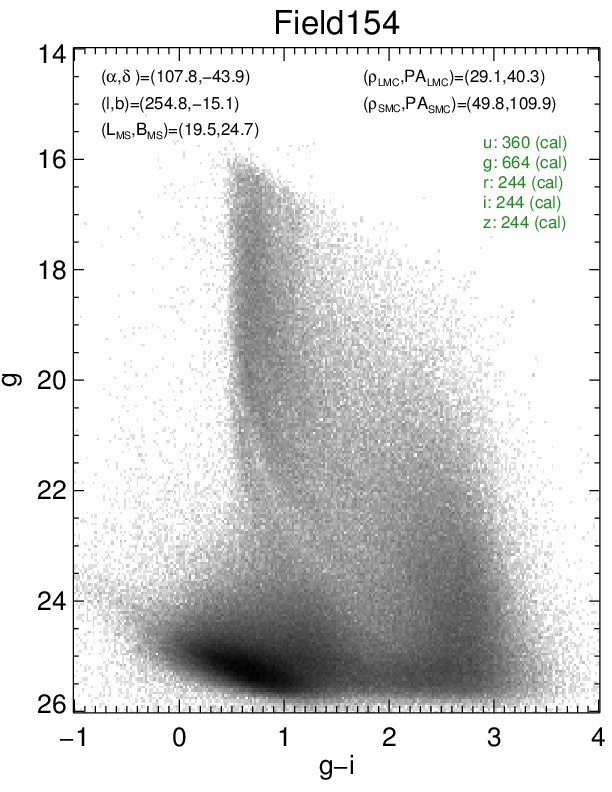 Field154
(α,δ )=(107.8,−43.9)
(ρLMC,PALMC)=(29.1,40.3)
(l,b)=(254.8,−15.1)
(ρSMC,PASMC)=(49.8,109.9)
(LMS,BMS)=(19.5,24.7)
u: 360 (cal)
g: 664 (cal)
r: 244 (cal)
i: 244 (cal)
z: 244 (cal)
14
16
18
20
22
24
26
g
−1 0 1 2 3 4
g−i